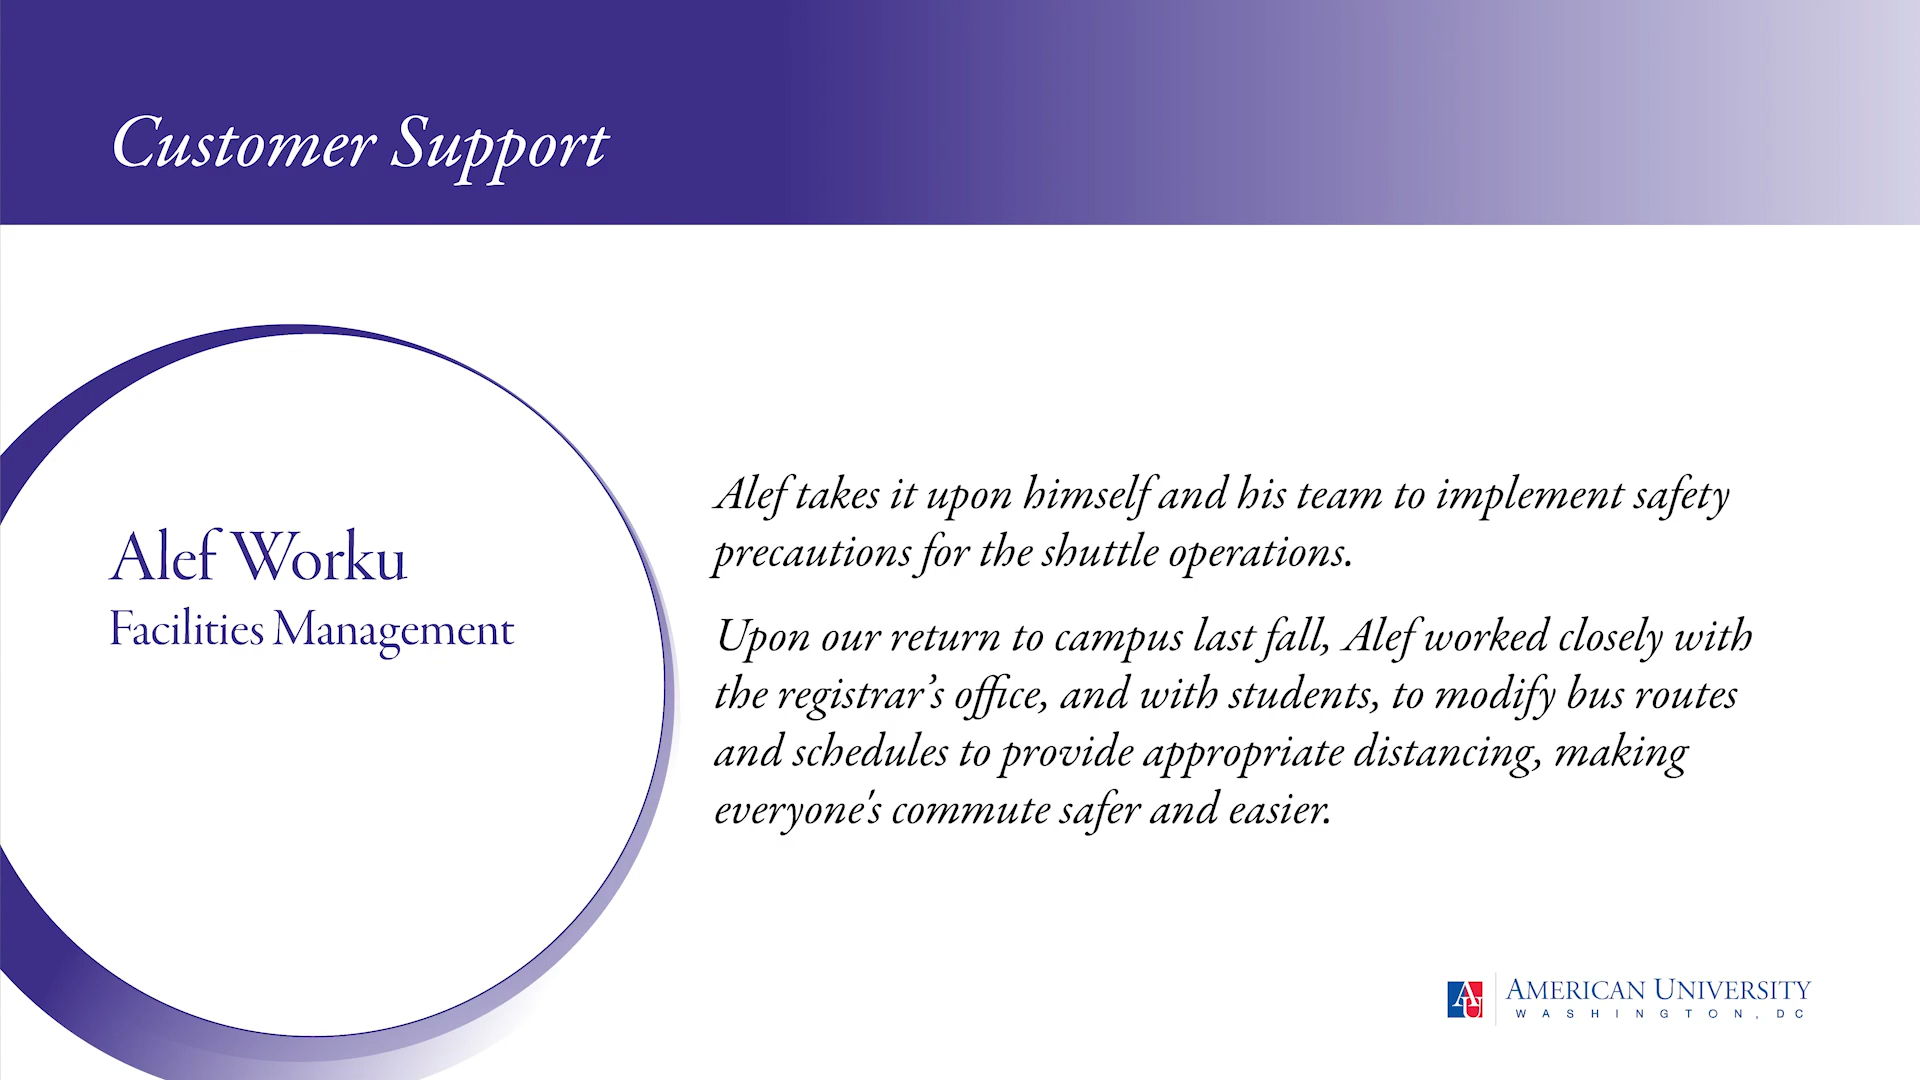 Customer Support
Alef Worku
Facilities Management
Alef takes it upon himself and his team to implement safety
precautions for the shuttle operations.
Upon our return to campus last fall, Alef worked closely with
the registrar’s office, and with students, to modify bus routes
and schedules to provide appropriate distancing, making
everyone's commute safer and easier.
AU
AMERICAN UNIVERSITY
WASHINGTON, DC